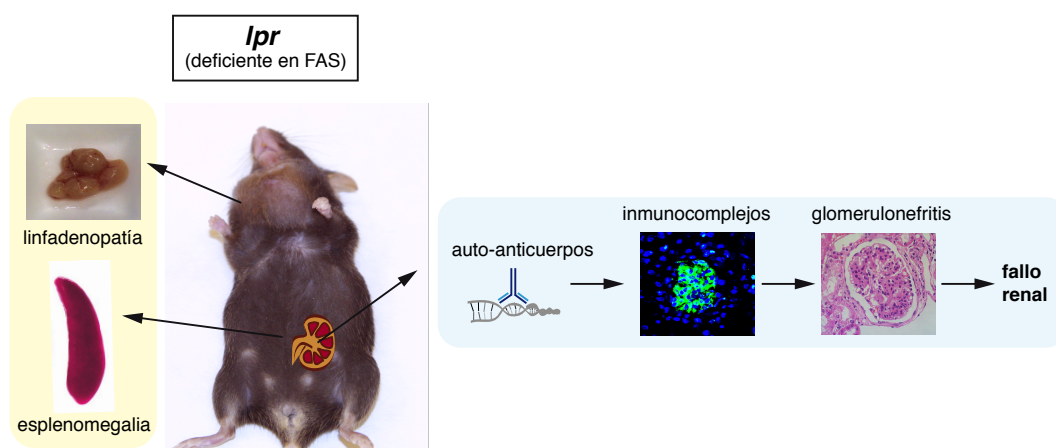 lpr
(deficiente en FAS)
linfadenopatía
esplenomegalia
auto-anticuerpos
inmunocomplejos
glomerulonefritis
fallo
renal